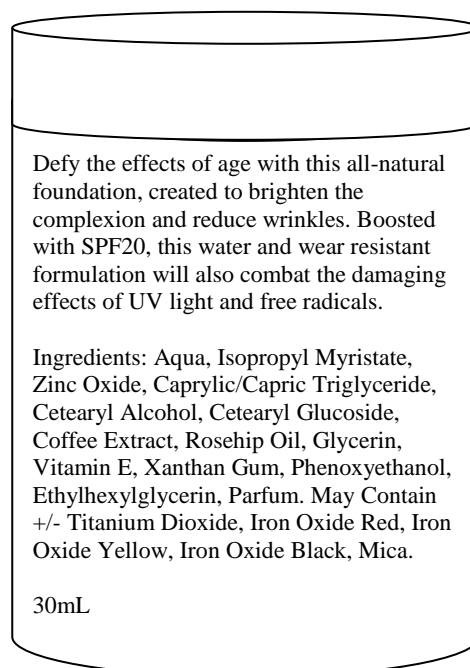 Defy the effects of age with this all-natural
foundation, created to brighten the
complexion and reduce wrinkles. Boosted
with SPF20, this water and wear resistant
formulation will also combat the damaging
effects of UV light and free radicals.
Ingredients: Aqua, Isopropyl Myristate,
Zinc Oxide, Caprylic/Capric Triglyceride,
Cetearyl Alcohol, Cetearyl Glucoside,
Coffee Extract, Rosehip Oil, Glycerin,
Vitamin E, Xanthan Gum, Phenoxyethanol,
Ethylhexylglycerin, Parfum. May Contain
+/- Titanium Dioxide, Iron Oxide Red, Iron
Oxide Yellow, Iron Oxide Black, Mica.
30mL